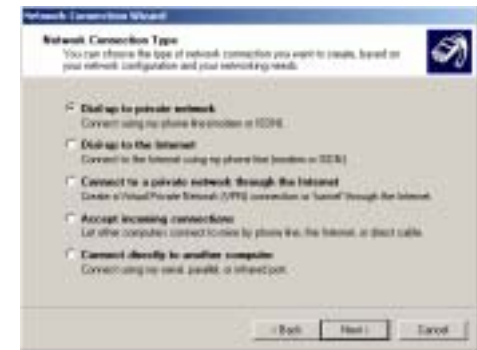 Network Connection Wizard
Network Connection Type
You can choose the type of network connection you want to create, based on
your network configuration and your networking needs.
Dial-up to private network
Connect using my phone line (modem or ISDN).
Dial-up to the Internet
Connect to the Internet using my phone line (modem or ISDN).
Connect to a private network through the Internet
Create a Virtual Private Network (VPN) connection or 'tunnel' through the Internet.
Accept incoming connections
Let other computers connect to mine by phone line, the Internet, or direct cable.
Connect directly to another computer
Connect using my serial, parallel, or infrared port.
< Back
Next >
Cancel